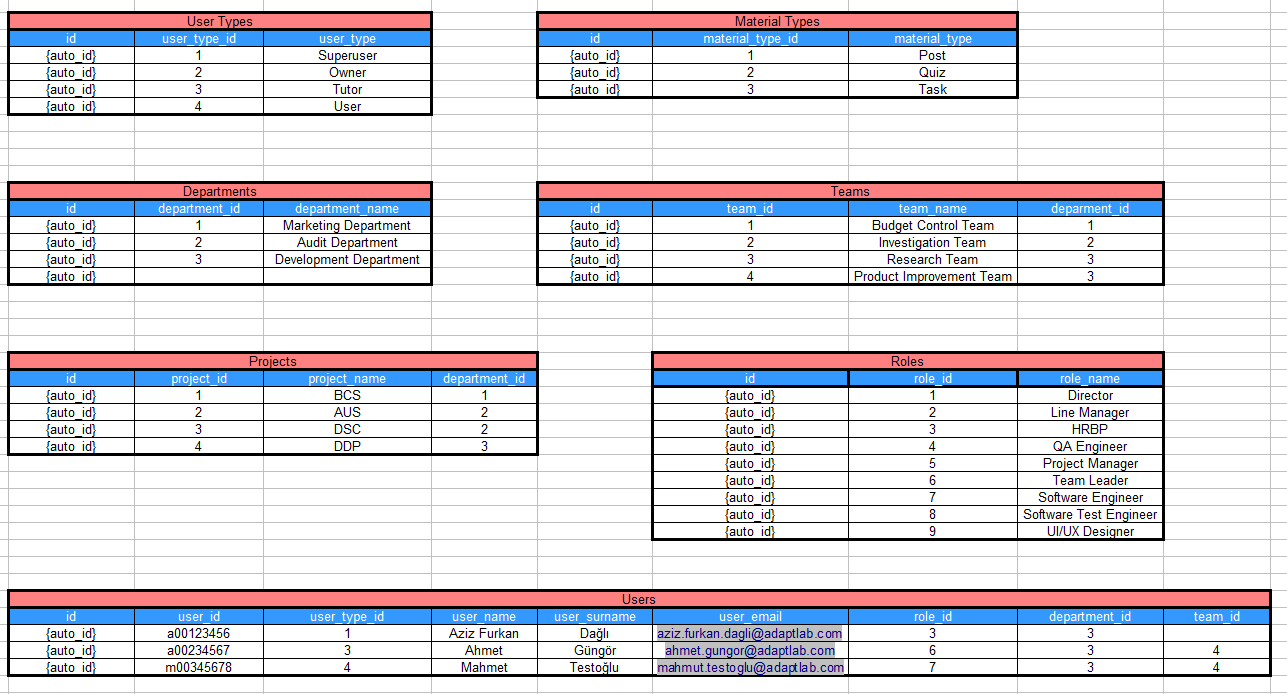 User Types
id user_type_id user_type
{auto_id} 1 Superuser
{auto_id} 2 Owner
{auto_id} 3 Tutor
{auto_id} 4 User
Material Types
id material_type_id material_type
{auto_id} 1 Post
{auto_id} 2 Quiz
{auto_id} 3 Task
Departments
id department_id department_name
{auto_id} 1 Marketing Department
{auto_id} 2 Audit Department
{auto_id} 3 Development Department
{auto_id}
Teams
id team_id team_name deparment_id
{auto_id} 1 Budget Control Team 1
{auto_id} 2 Investigation Team 2
{auto_id} 3 Research Team 3
{auto_id} 4 Product Improvement Team 3
Projects
id project_id project_name department_id
{auto_id} 1 BCS 1
{auto_id} 2 AUS 2
{auto_id} 3 DSC 2
{auto_id} 4 DDP 3
Roles
id role_id role_name
{auto_id} 1 Director
{auto_id} 2 Line Manager
{auto_id} 3 HRBP
{auto_id} 4 QA Engineer
{auto_id} 5 Project Manager
{auto_id} 6 Team Leader
{auto_id} 7 Software Engineer
{auto_id} 8 Software Test Engineer
{auto_id} 9 UI/UX Designer
Users
id user_id user_type_id user_name user_surname user_email role_id department_id team_id
{auto_id} a00123456 1 Aziz Furkan Dağlı aziz.furkan.dagli@adaptlab.com 3 3
{auto_id} a00234567 3 Ahmet Güngör ahmet.gungor@adaptlab.com 6 3 4
{auto_id} m00345678 4 Mahmet Testoğlu mahmut.testoglu@adaptlab.com 7 3 4